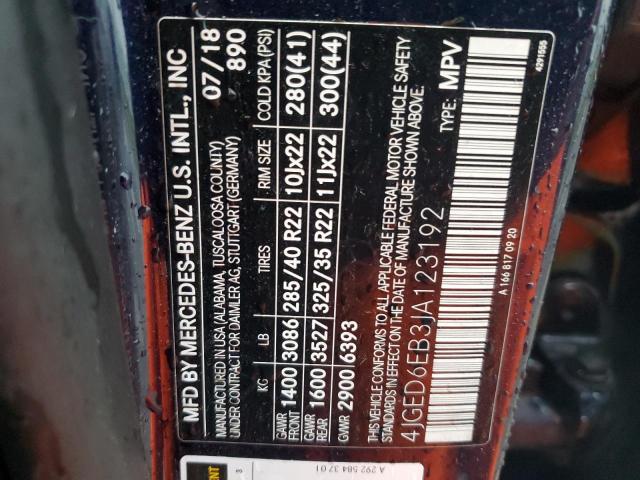 MFD BY MERCEDES-BENZ U.S. INTL., INC
MANUFACTURED IN USA (ALABAMA, TUSCALOOSA COUNTY) 07/18
CONDUCTED FOR DAIMLER AG, STUTTGART (GERMANY) 890
KG LB TIRES RIM SIZE COLD KPA (PSI)
GAWR FRONT 1400 3086 285/40 R22 10Jx22 280(41)
GAWR REAR 1600 3527 325/35 R22 11Jx22 300(44)
GVWR 2900 6393
THIS VEHICLE CONFORMS TO ALL APPLICABLE FEDERAL MOTOR VEHICLE SAFETY
STANDARDS IN EFFECT ON THE DATE OF MANUFACTURE SHOWN ABOVE.
4JGED6EB3JA123192 TYPE: MPV
A 166 817 09 20
4291555
A 292 584 37 01